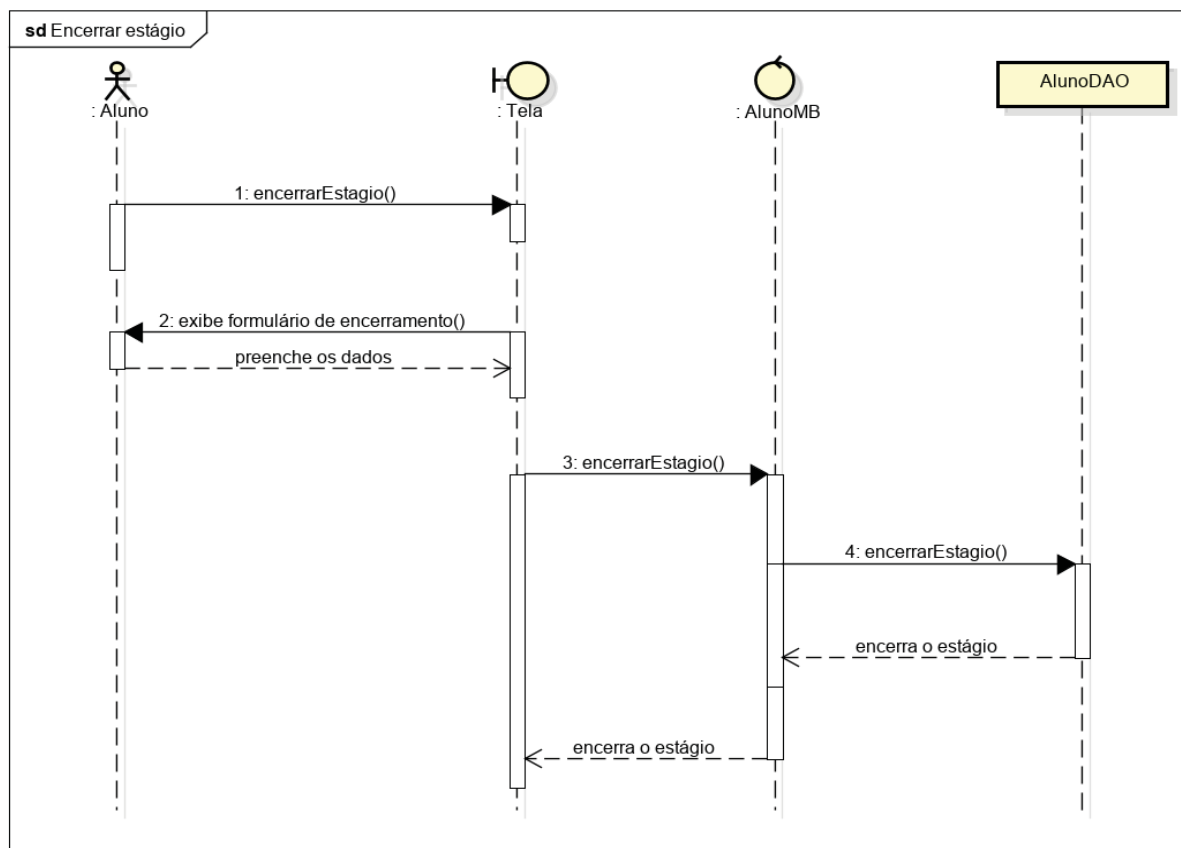 sd Encerrar estágio
: Aluno
: Tela
: AlunoMB
AlunoDAO
1: encerrarEstagio()
2: exibe formulário de encerramento()
preenche os dados
3: encerrarEstagio()
4: encerrarEstagio()
encerra o estágio
encerra o estágio